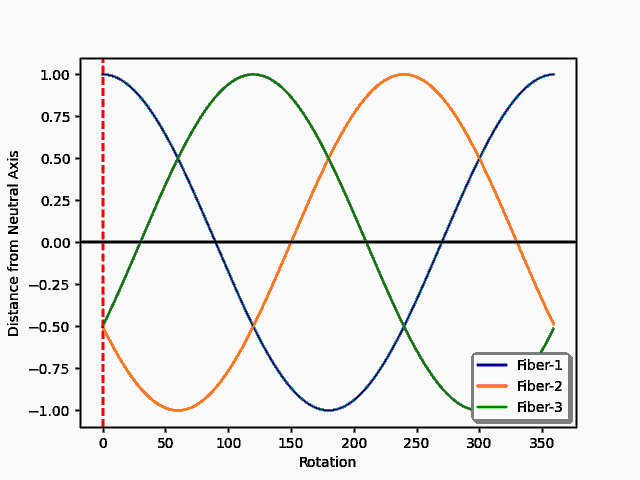 1.00
0.75
0.50
0.25
0.00
−0.25
−0.50
−0.75
−1.00
Distance from Neutral Axis
0 50 100 150 200 250 300 350
Rotation
Fiber-1
Fiber-2
Fiber-3